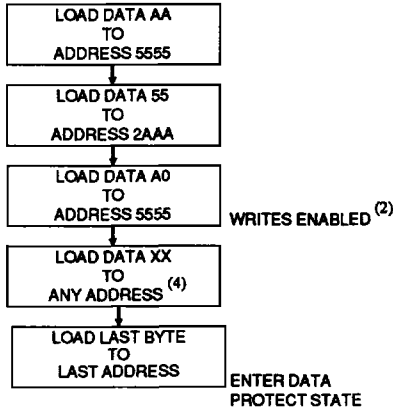 LOAD DATA AA
TO
ADDRESS 5555
LOAD DATA 55
TO
ADDRESS 2AAA
LOAD DATA A0
TO
ADDRESS 5555
WRITES ENABLED (2)
LOAD DATA XX
TO
ANY ADDRESS (4)
LOAD LAST BYTE
TO
LAST ADDRESS
ENTER DATA
PROTECT STATE